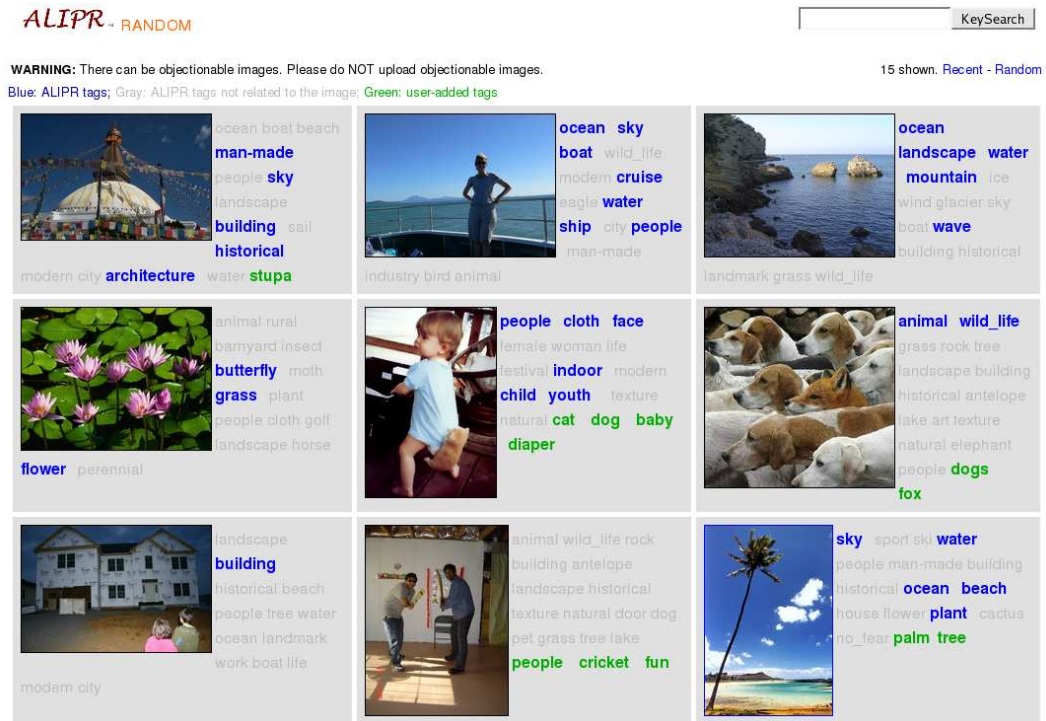 ALIPR™ RANDOM
KeySearch
WARNING: There can be objectionable images. Please do NOT upload objectionable images.
15 shown. Recent - Random
Blue: ALIPR tags; Gray: ALIPR tags not related to the image; Green: user-added tags
ocean boat beach
man-made
people sky
landscape
building sail
historical
modern city architecture water stupa
ocean sky
boat wild_life
modern cruise
eagle water
ship city people
man-made
industry bird animal
ocean
landscape water
mountain ice
wind glacier sky
boat wave
building historical
landmark grass wild_life
animal rural
barnyard insect
butterfly moth
grass plant
people cloth golf
landscape horse
flower perennial
people cloth face
female woman life
festival indoor modern
child youth texture
natural cat dog baby
diaper
animal wild_life
grass rock tree
landscape building
historical antelope
lake art texture
natural elephant
people dogs
fox
landscape
building
historical beach
people tree water
ocean landmark
work boat life
modern city
animal wild_life rock
building antelope
landscape historical
texture natural door dog
pet grass tree lake
people cricket fun
sky sport ski water
people man-made building
historical ocean beach
house flower plant cactus
no_fear palm tree